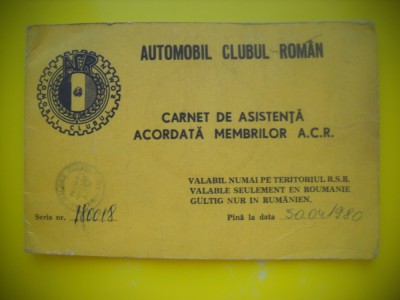 AUTOMOBIL CLUBUL ROMÂN
A.C.R.
CARNET DE ASISTENȚĂ
ACORDATĂ MEMBRILOR A.C.R.
VALABIL NUMAI PE TERITORIUL R.S.R.
VALABLE SEULEMENT EN ROUMANIE
GÜLTIG NUR IN RUMÄNIEN.
Seria nr. 180018
Pînă la data 30.04.1980